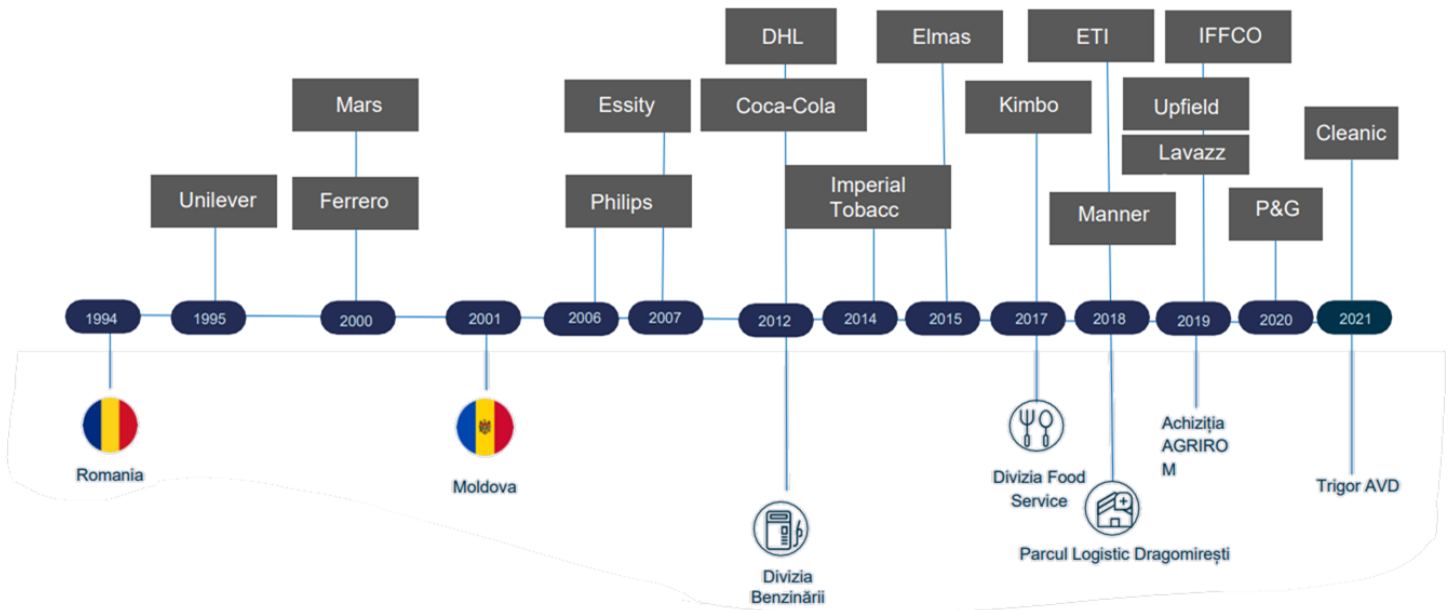 DHL
Elmas
ETI
IFFCO
Mars
Essity
Coca-Cola
Kimbo
Upfield
Cleanic
Lavazz
Unilever
Ferrero
Philips
Imperial
Tobacc
Manner
P&G
1994
1995
2000
2001
2006
2007
2012
2014
2015
2017
2018
2019
2020
2021
Romania
Moldova
Divizia
Benzinării
Divizia Food
Service
Parcul Logistic Dragomirești
Achiziția
AGRIRO
M
Trigor AVD